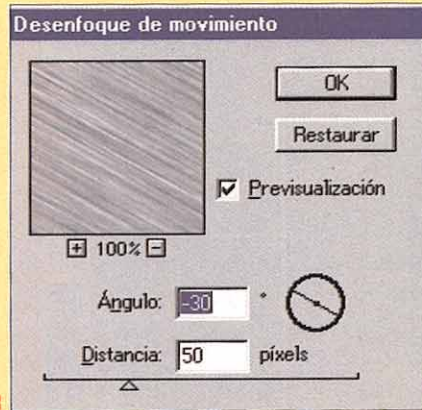 Desenfoque de movimiento
OK
Restaurar
Previsualización
100%
Ángulo: -30 °
Distancia: 50 píxels